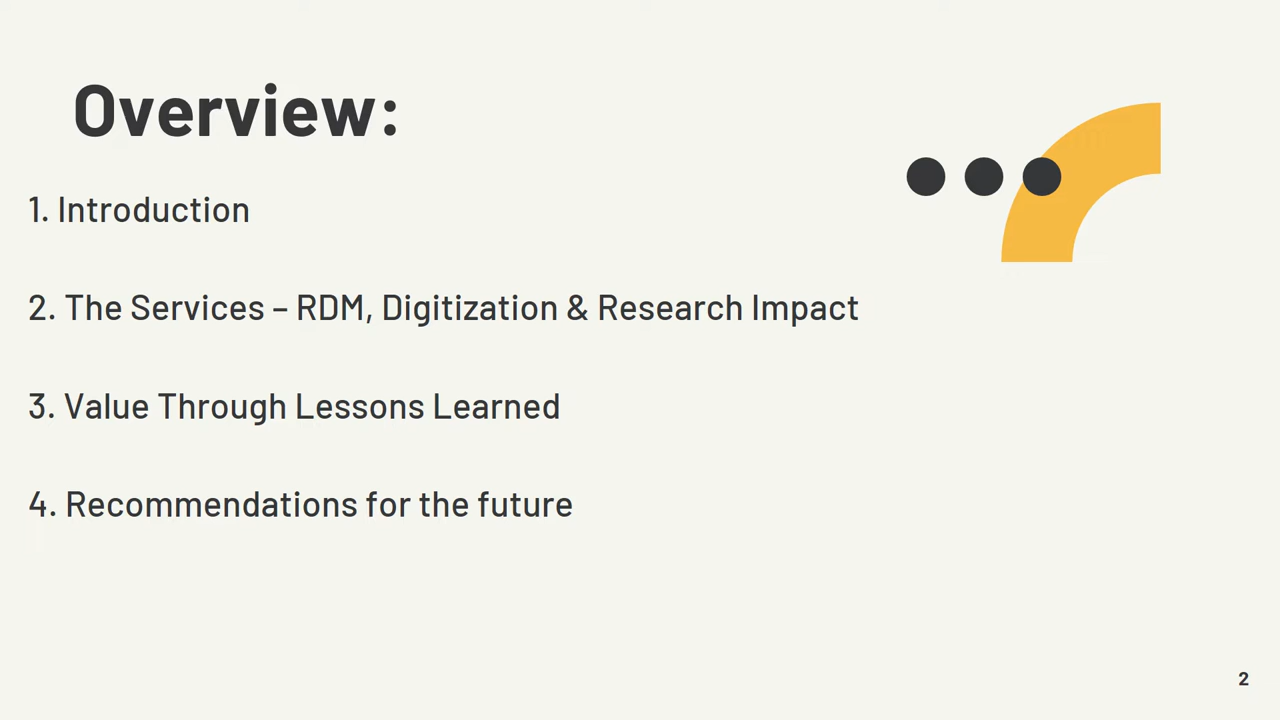 Overview:
1. Introduction
2. The Services – RDM, Digitization & Research Impact
3. Value Through Lessons Learned
4. Recommendations for the future
2